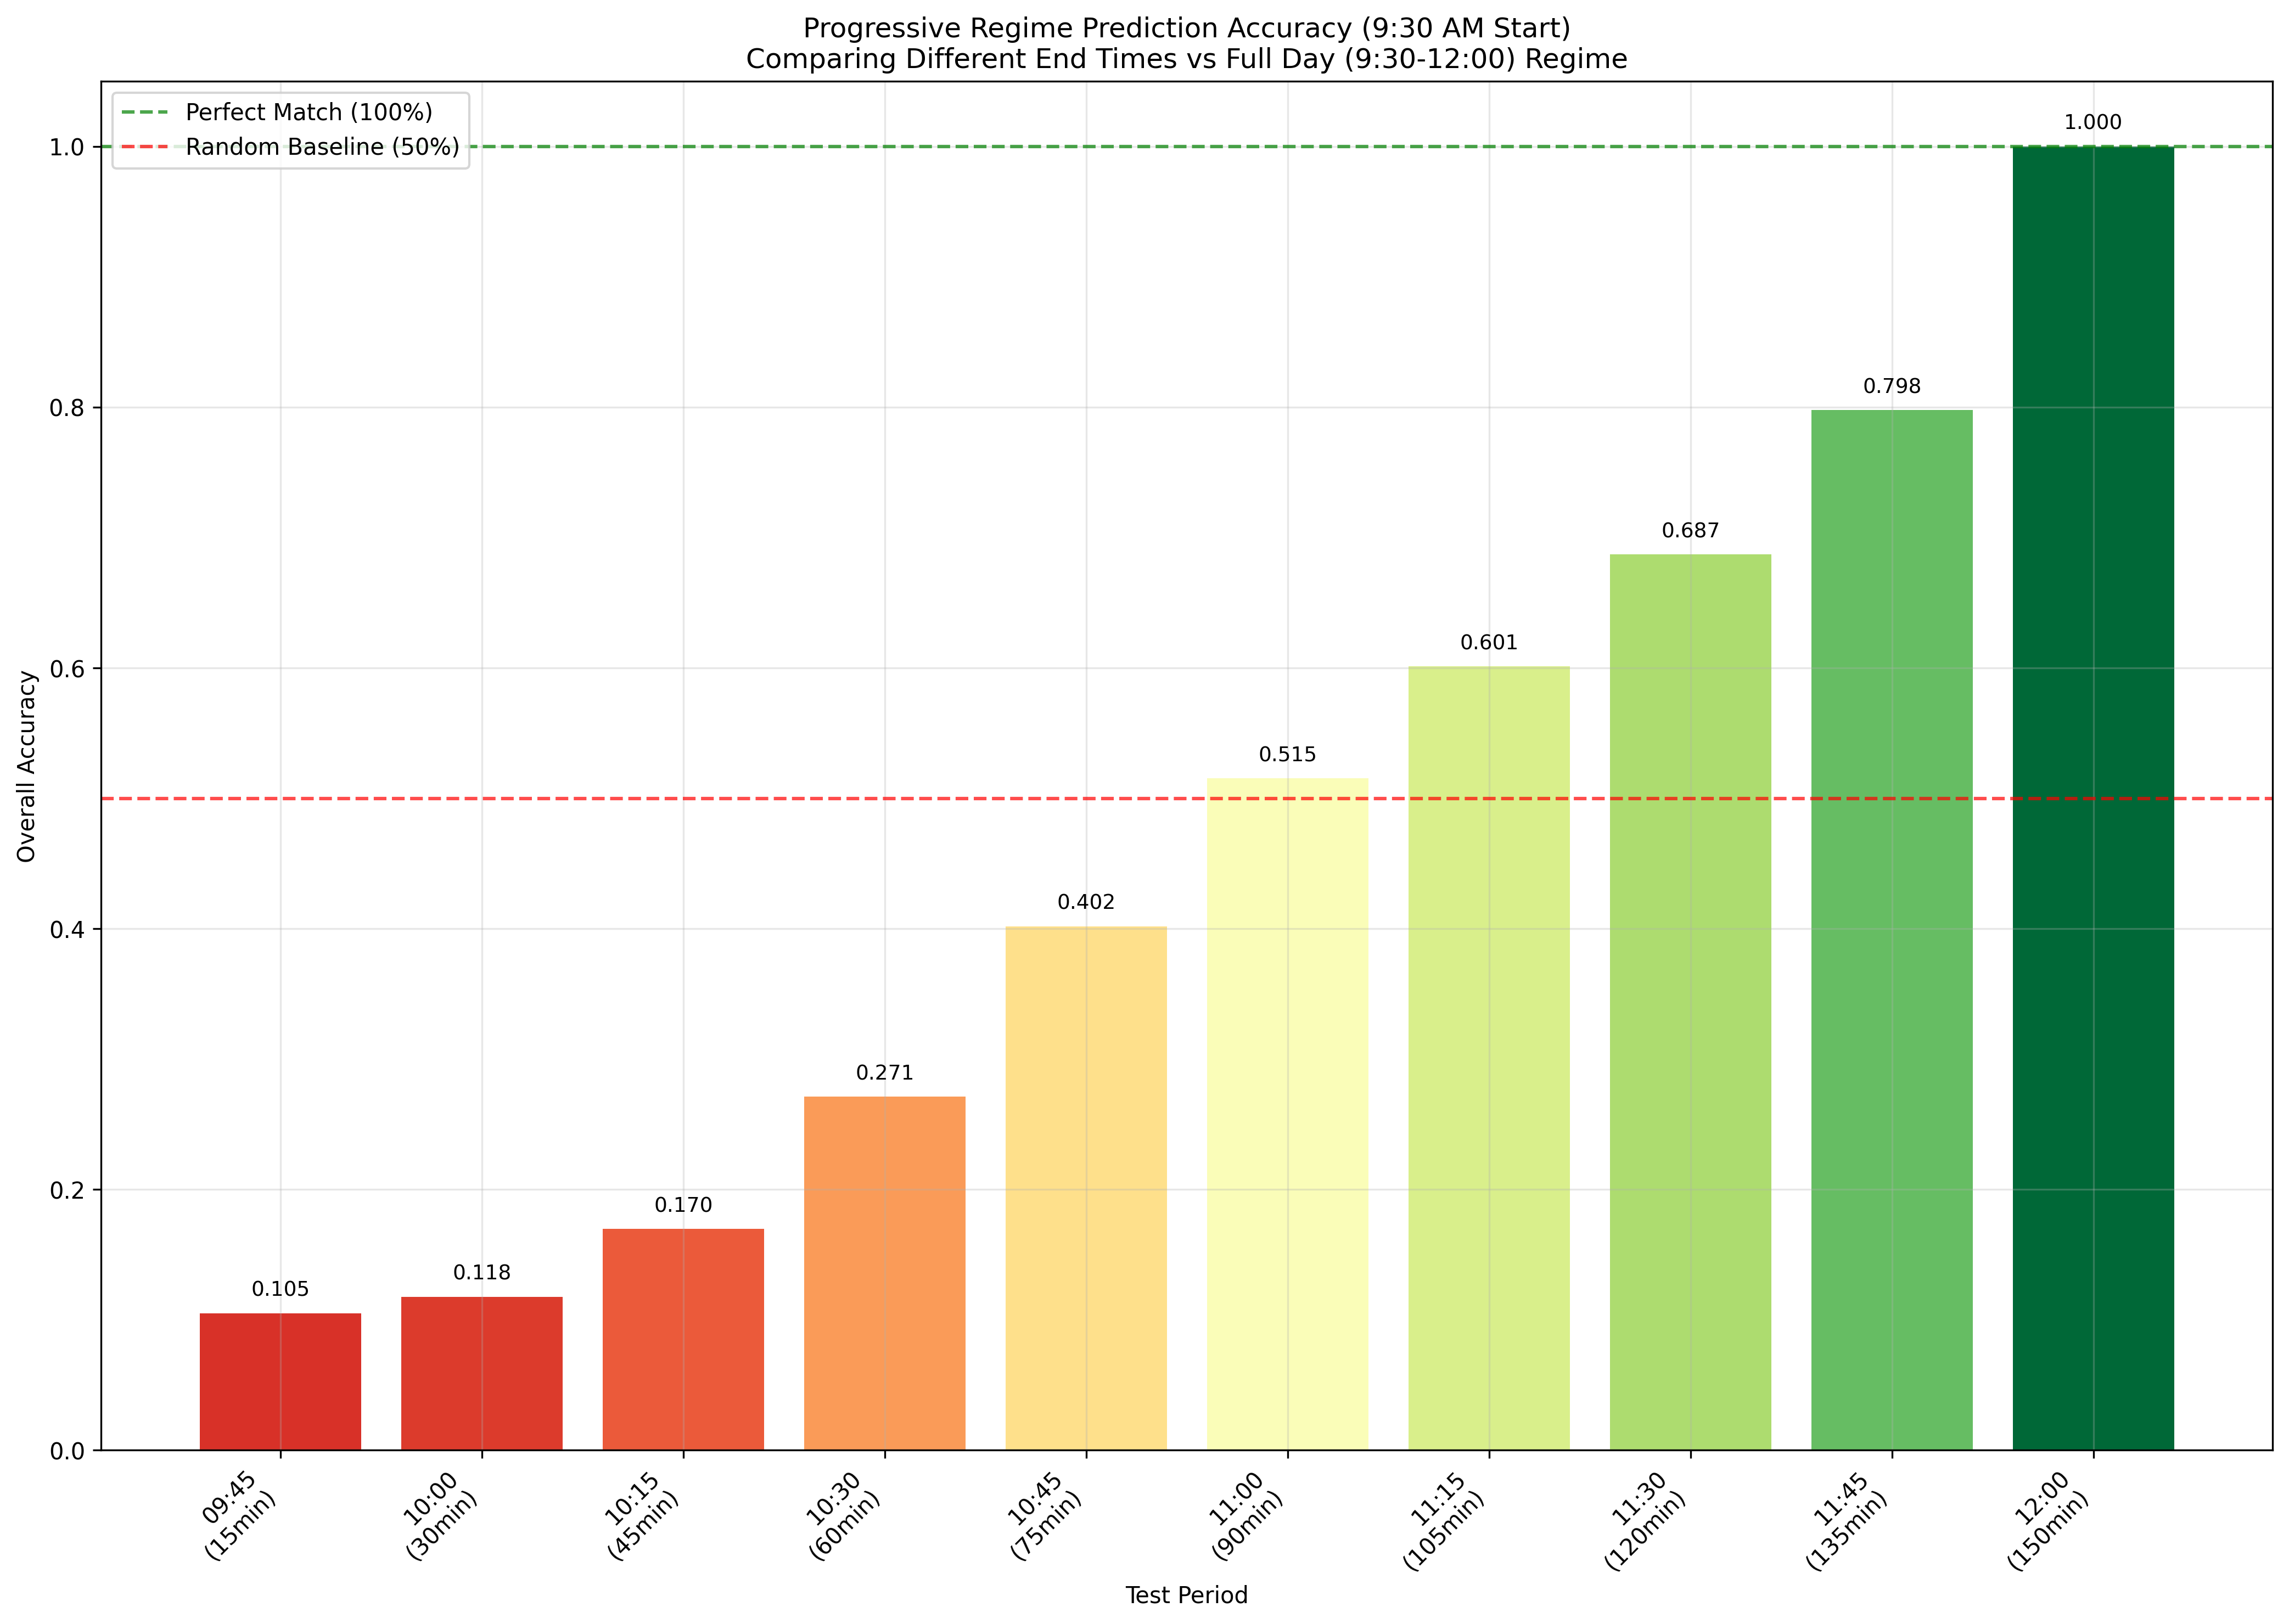 Progressive Regime Prediction Accuracy (9:30 AM Start)
Comparing Different End Times vs Full Day (9:30-12:00) Regime
Perfect Match (100%)
Random Baseline (50%)
Overall Accuracy
1.0
0.8
0.6
0.4
0.2
0.0
0.105
0.118
0.170
0.271
0.402
0.515
0.601
0.687
0.798
1.000
09:45
(15min)
10:00
(30min)
10:15
(45min)
10:30
(60min)
10:45
(75min)
11:00
(90min)
11:15
(105min)
11:30
(120min)
11:45
(135min)
12:00
(150min)
Test Period